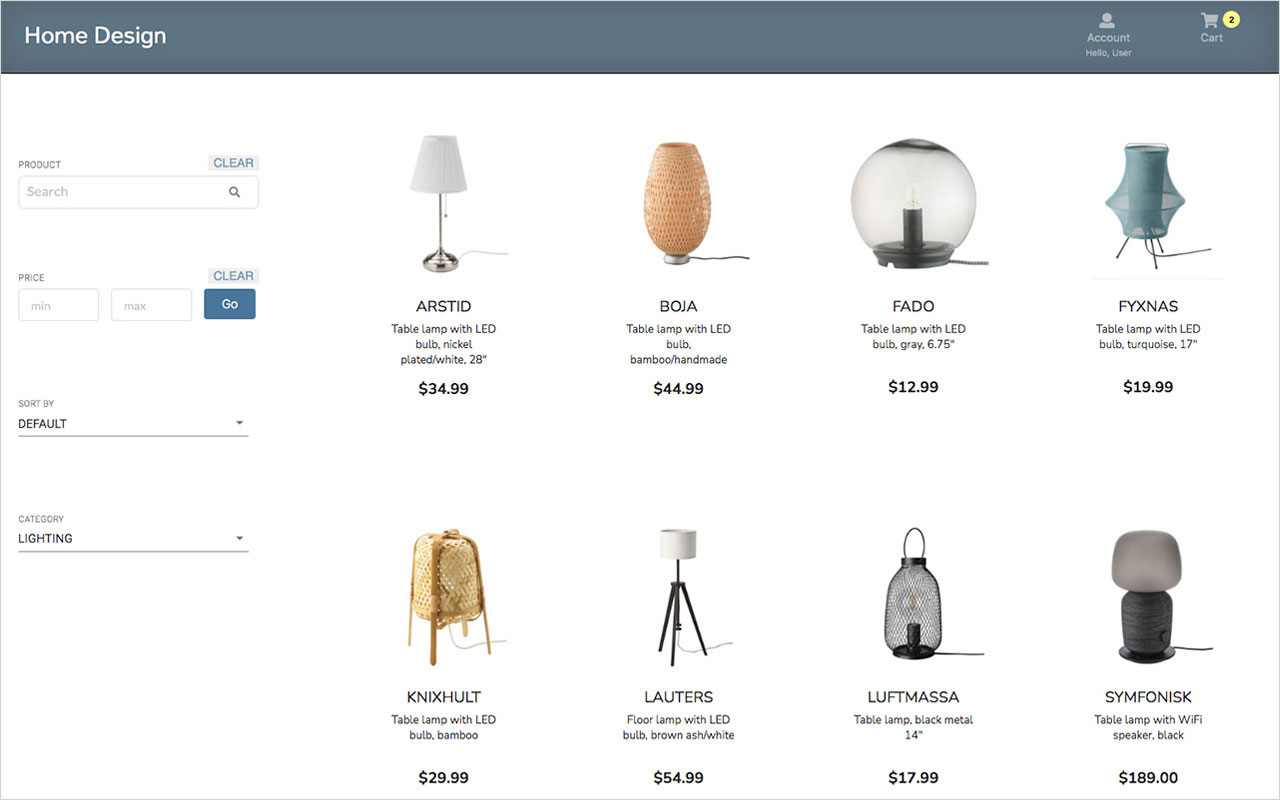 Home Design
Account
Hello, User
2
Cart
PRODUCT
CLEAR
Search
PRICE
CLEAR
min
max
Go
SORT BY
DEFAULT
CATEGORY
LIGHTING
ARSTID
Table lamp with LED
bulb, nickel
plated/white, 28"
$34.99
BOJA
Table lamp with LED
bulb,
bamboo/handmade
$44.99
FADO
Table lamp with LED
bulb, gray, 6.75"
$12.99
FYXNAS
Table lamp with LED
bulb, turquoise, 17"
$19.99
KNIXHULT
Table lamp with LED
bulb, bamboo
$29.99
LAUTERS
Floor lamp with LED
bulb, brown ash/white
$54.99
LUFTMASSA
Table lamp, black metal
14"
$17.99
SYMFONISK
Table lamp with WiFi
speaker, black
$189.00